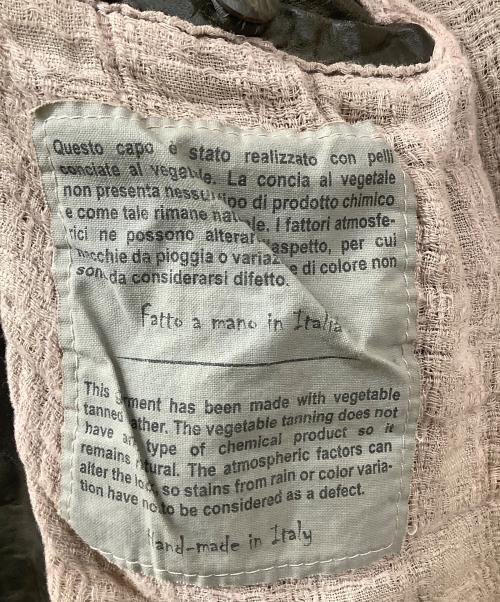 Questo capo è stato realizzato con pelli
conciate al vegetale. La concia al vegetale
non presenta nessun tipo di prodotto chimico
e come tale rimane naturale. I fattori atmosfe-
rici ne possono alterare aspetto, per cui
macchie da pioggia o variaz e di colore non
sono da considerarsi difetto.
Fatto a mano in Italia
This garment has been made with vegetable
tanned leather. The vegetable tanning does not
have any type of chemical product so it
remains natural. The atmospheric factors can
alter the look, so stains from rain or color varia-
tion have not to be considered as a defect.
Hand-made in Italy